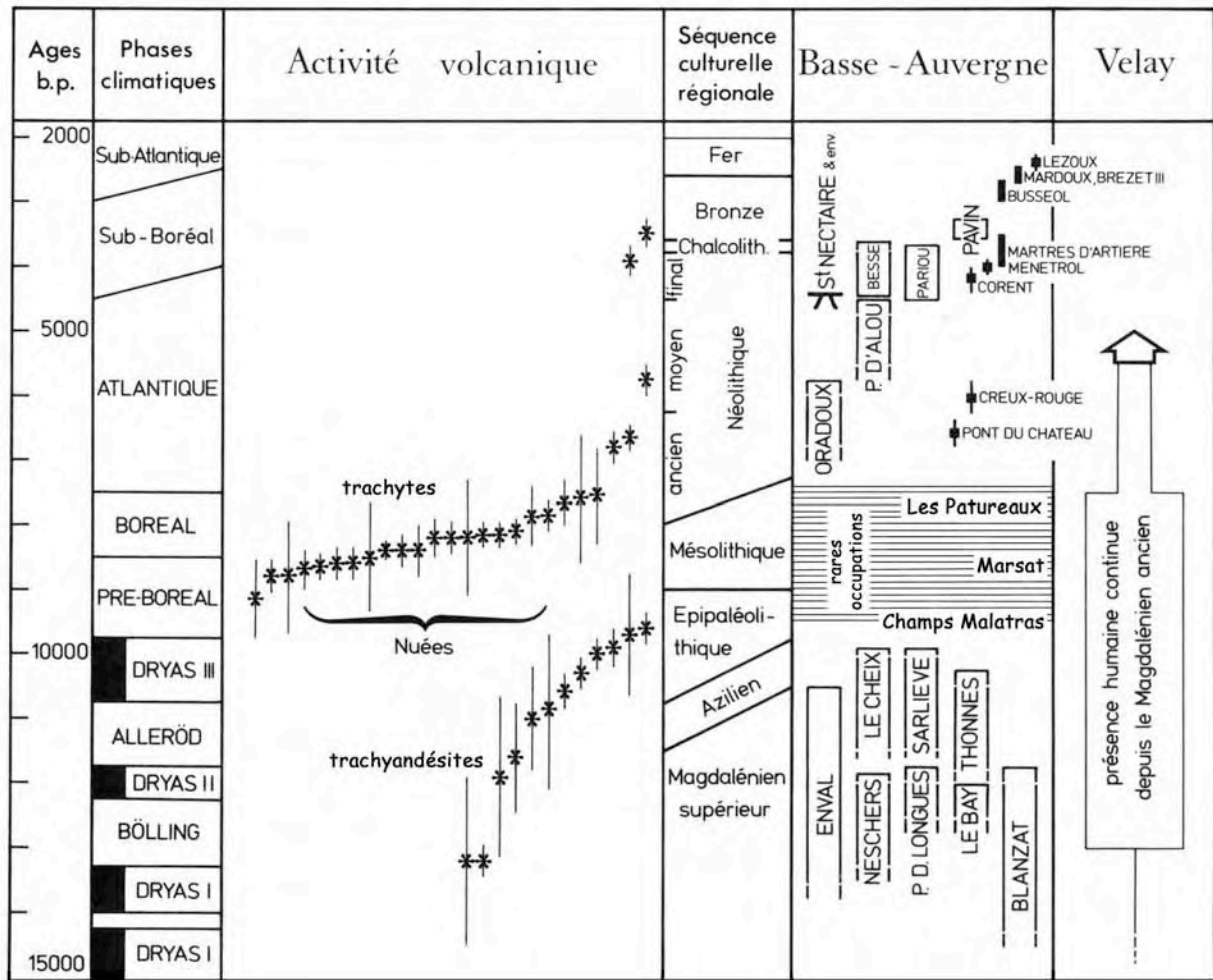 Ages
b.p.
Phases
climatiques
Activité volcanique
Séquence
culturelle
régionale
Basse-Auvergne
Velay
2000
5000
10000
15000
Sub-Atlantique
Sub-Boréal
ATLANTIQUE
BOREAL
PRE-BOREAL
DRYAS III
ALLERÖD
DRYAS II
BÖLLING
DRYAS I
DRYAS I
trachytes
Nuées
trachyandésites
Fer
Bronze
Chalcolith.
final
moyen
ancien
Néolithique
Mésolithique
Epipaléoli-
thique
Azilien
Magdalénien
supérieur
St NECTAIRE & env.
BESSE
PARIOU
PAVIN
LEZOUX
MARDOUX, BREZET III
BUSSEOL
MARTRES D'ARTIERE
MENETROL
CORENT
P. D'ALOU
ORADOUX
CREUX-ROUGE
PONT DU CHATEAU
Les Patureaux
rares
occupations
Marsat
Champs Malatras
ENVAL
LE CHEIX
NESCHERS
SARLIEVE
P. D. LONGUES
THONNES
LE BAY
BLANZAT
présence humaine continue
depuis le Magdalénien ancien